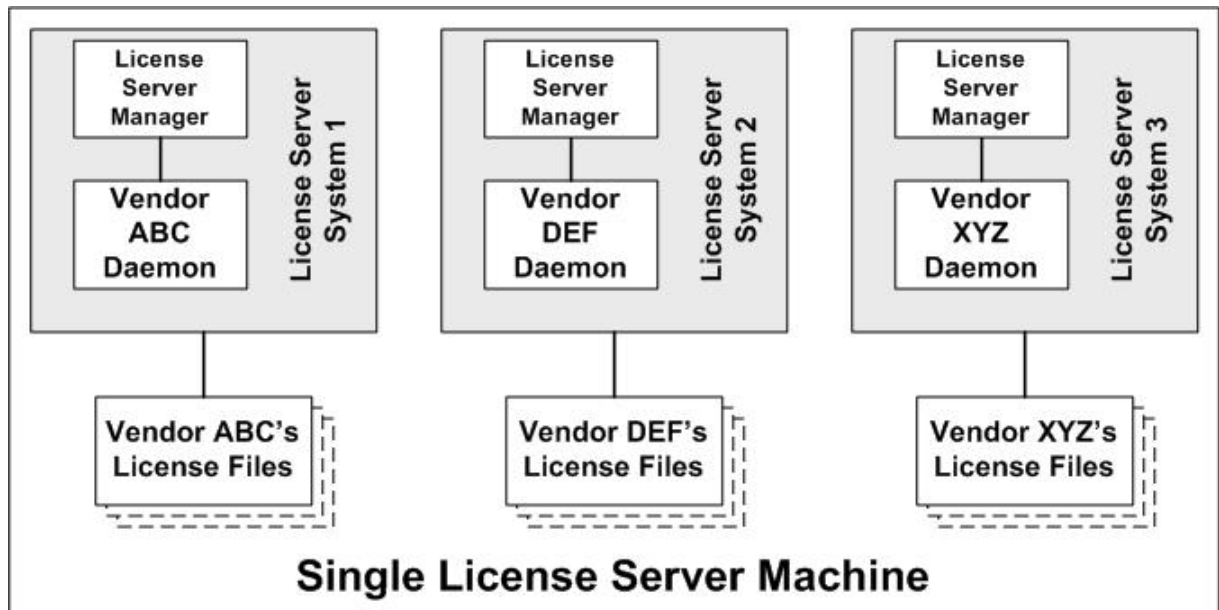 License
Server
Manager
Vendor
ABC
Daemon
License Server
System 1
Vendor ABC's
License Files
License
Server
Manager
Vendor
DEF
Daemon
License Server
System 2
Vendor DEF's
License Files
License
Server
Manager
Vendor
XYZ
Daemon
License Server
System 3
Vendor XYZ's
License Files
Single License Server Machine